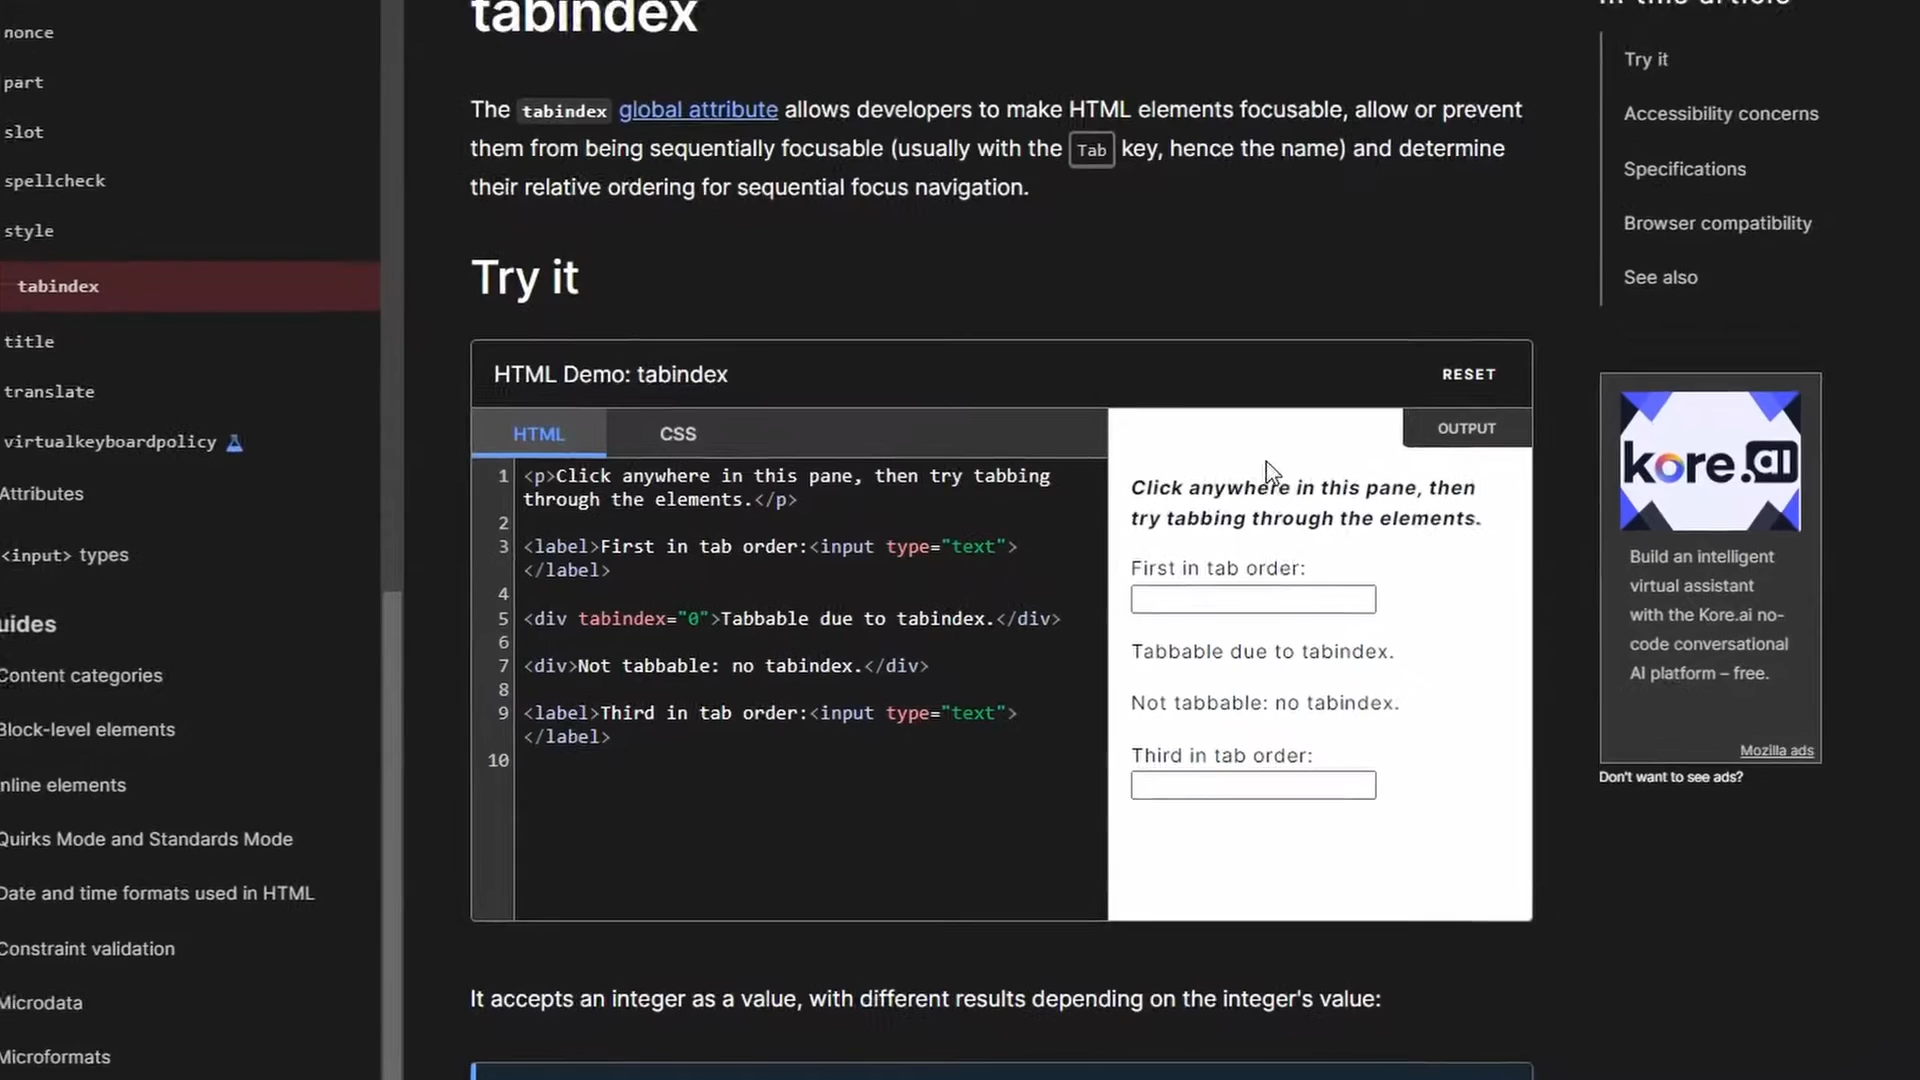 nonce
part
slot
spellcheck
style
tabindex
title
translate
virtualkeyboardpolicy
Attributes
<input> types
uides
Content categories
Block-level elements
nline elements
Quirks Mode and Standards Mode
Date and time formats used in HTML
Constraint validation
Microdata
Microformats
tabindex
The tabindex global attribute allows developers to make HTML elements focusable, allow or prevent
them from being sequentially focusable (usually with the Tab key, hence the name) and determine
their relative ordering for sequential focus navigation.
Try it
HTML Demo: tabindex
RESET
HTML CSS
1 <p>Click anywhere in this pane, then try tabbing
through the elements.</p>
2
3 <label>First in tab order:<input type="text">
</label>
4
5 <div tabindex="0">Tabbable due to tabindex.</div>
6
7 <div>Not tabbable: no tabindex.</div>
8
9 <label>Third in tab order:<input type="text">
</label>
10
OUTPUT
Click anywhere in this pane, then
try tabbing through the elements.
First in tab order:
Tabbable due to tabindex.
Not tabbable: no tabindex.
Third in tab order:
It accepts an integer as a value, with different results depending on the integer's value:
In this article
Try it
Accessibility concerns
Specifications
Browser compatibility
See also
kore.ai
Build an intelligent
virtual assistant
with the Kore.ai no-
code conversational
AI platform – free.
Mozilla ads
Don't want to see ads?